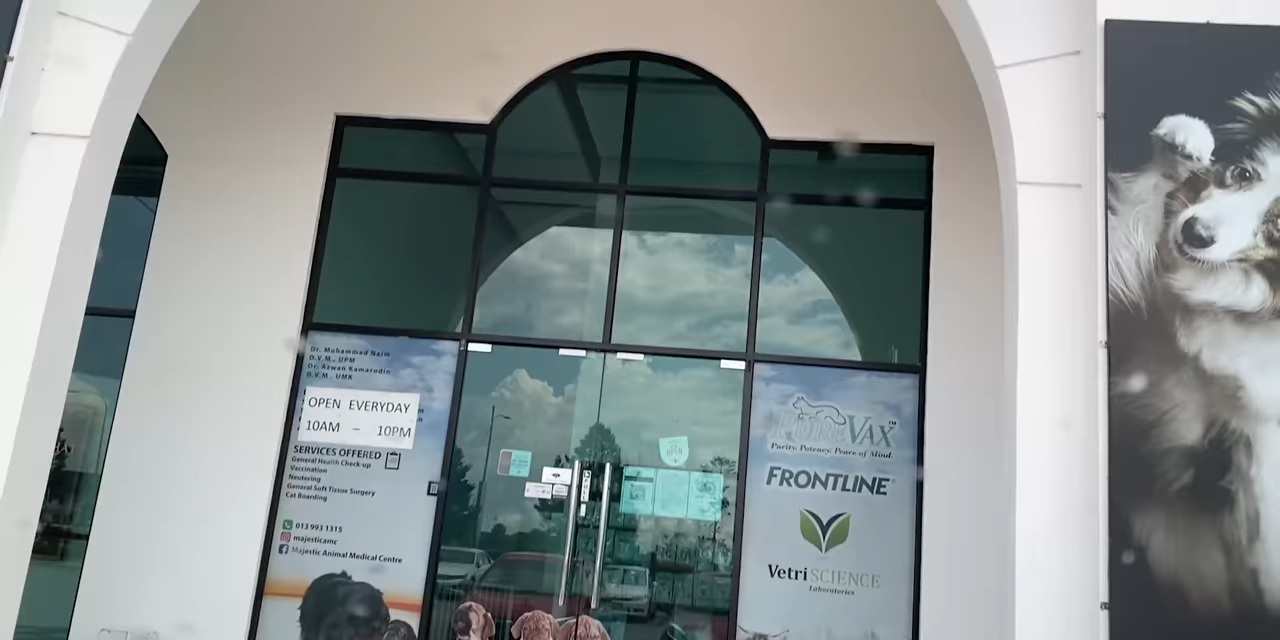 Dr. Muhammad Naim
D.V.M., UPM
Dr. Azwan Kamarudin
D.V.M., UMK
OPEN EVERYDAY
10AM – 10PM
SERVICES OFFERED
General Health Check-up
Vaccination
Neutering
General Soft Tissue Surgery
Cat Boarding
013 993 1315
majesticamc
Majestic Animal Medical Centre
OPEN
PUREVAX™
Purity. Potency. Peace of Mind.
FRONTLINE®
VetriSCIENCE
Laboratories